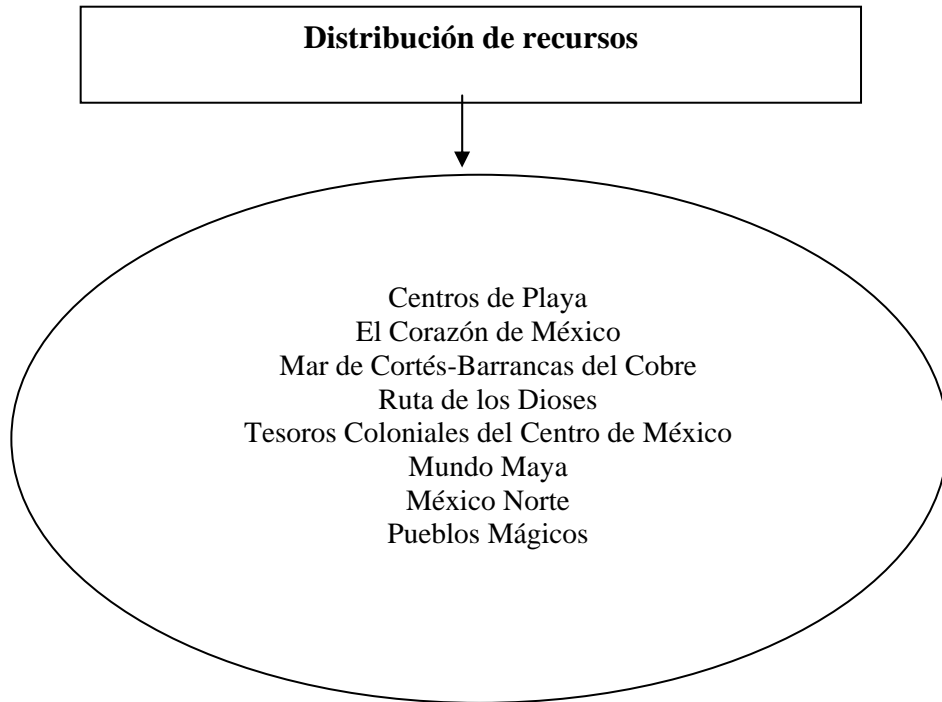 Distribución de recursos
Centros de Playa
El Corazón de México
Mar de Cortés-Barrancas del Cobre
Ruta de los Dioses
Tesoros Coloniales del Centro de México
Mundo Maya
México Norte
Pueblos Mágicos